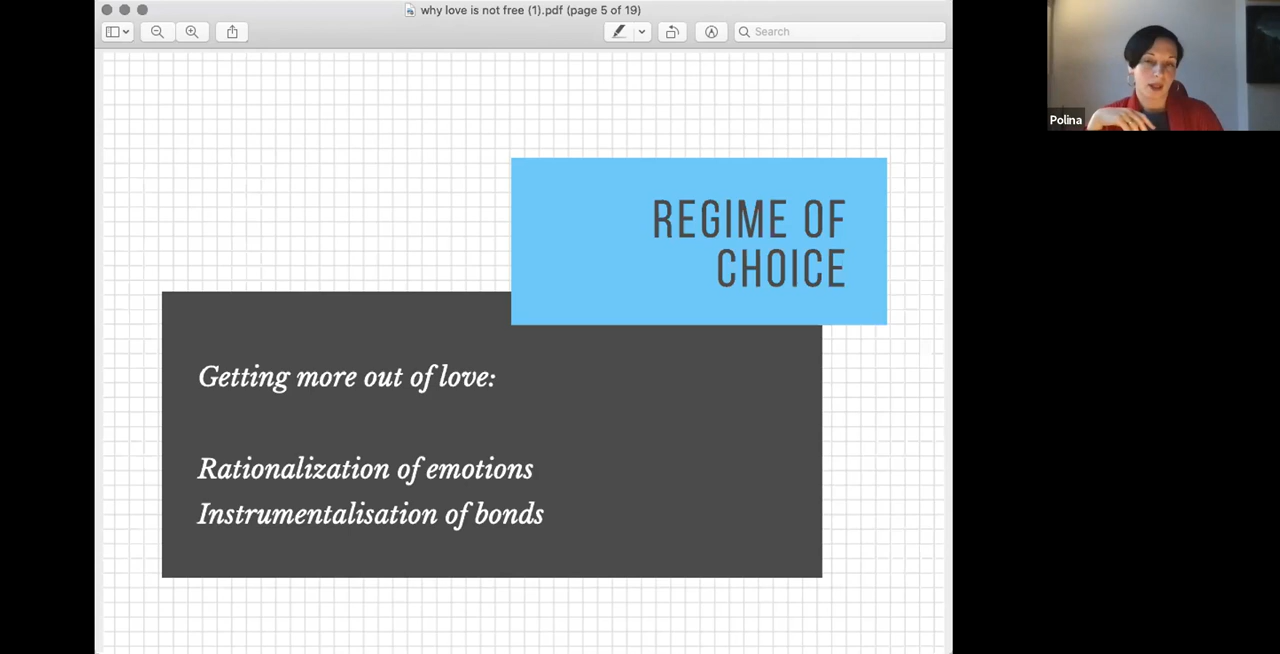 why love is not free (1).pdf (page 5 of 19)
Search
Polina
REGIME OF
CHOICE
Getting more out of love:
Rationalization of emotions
Instrumentalisation of bonds